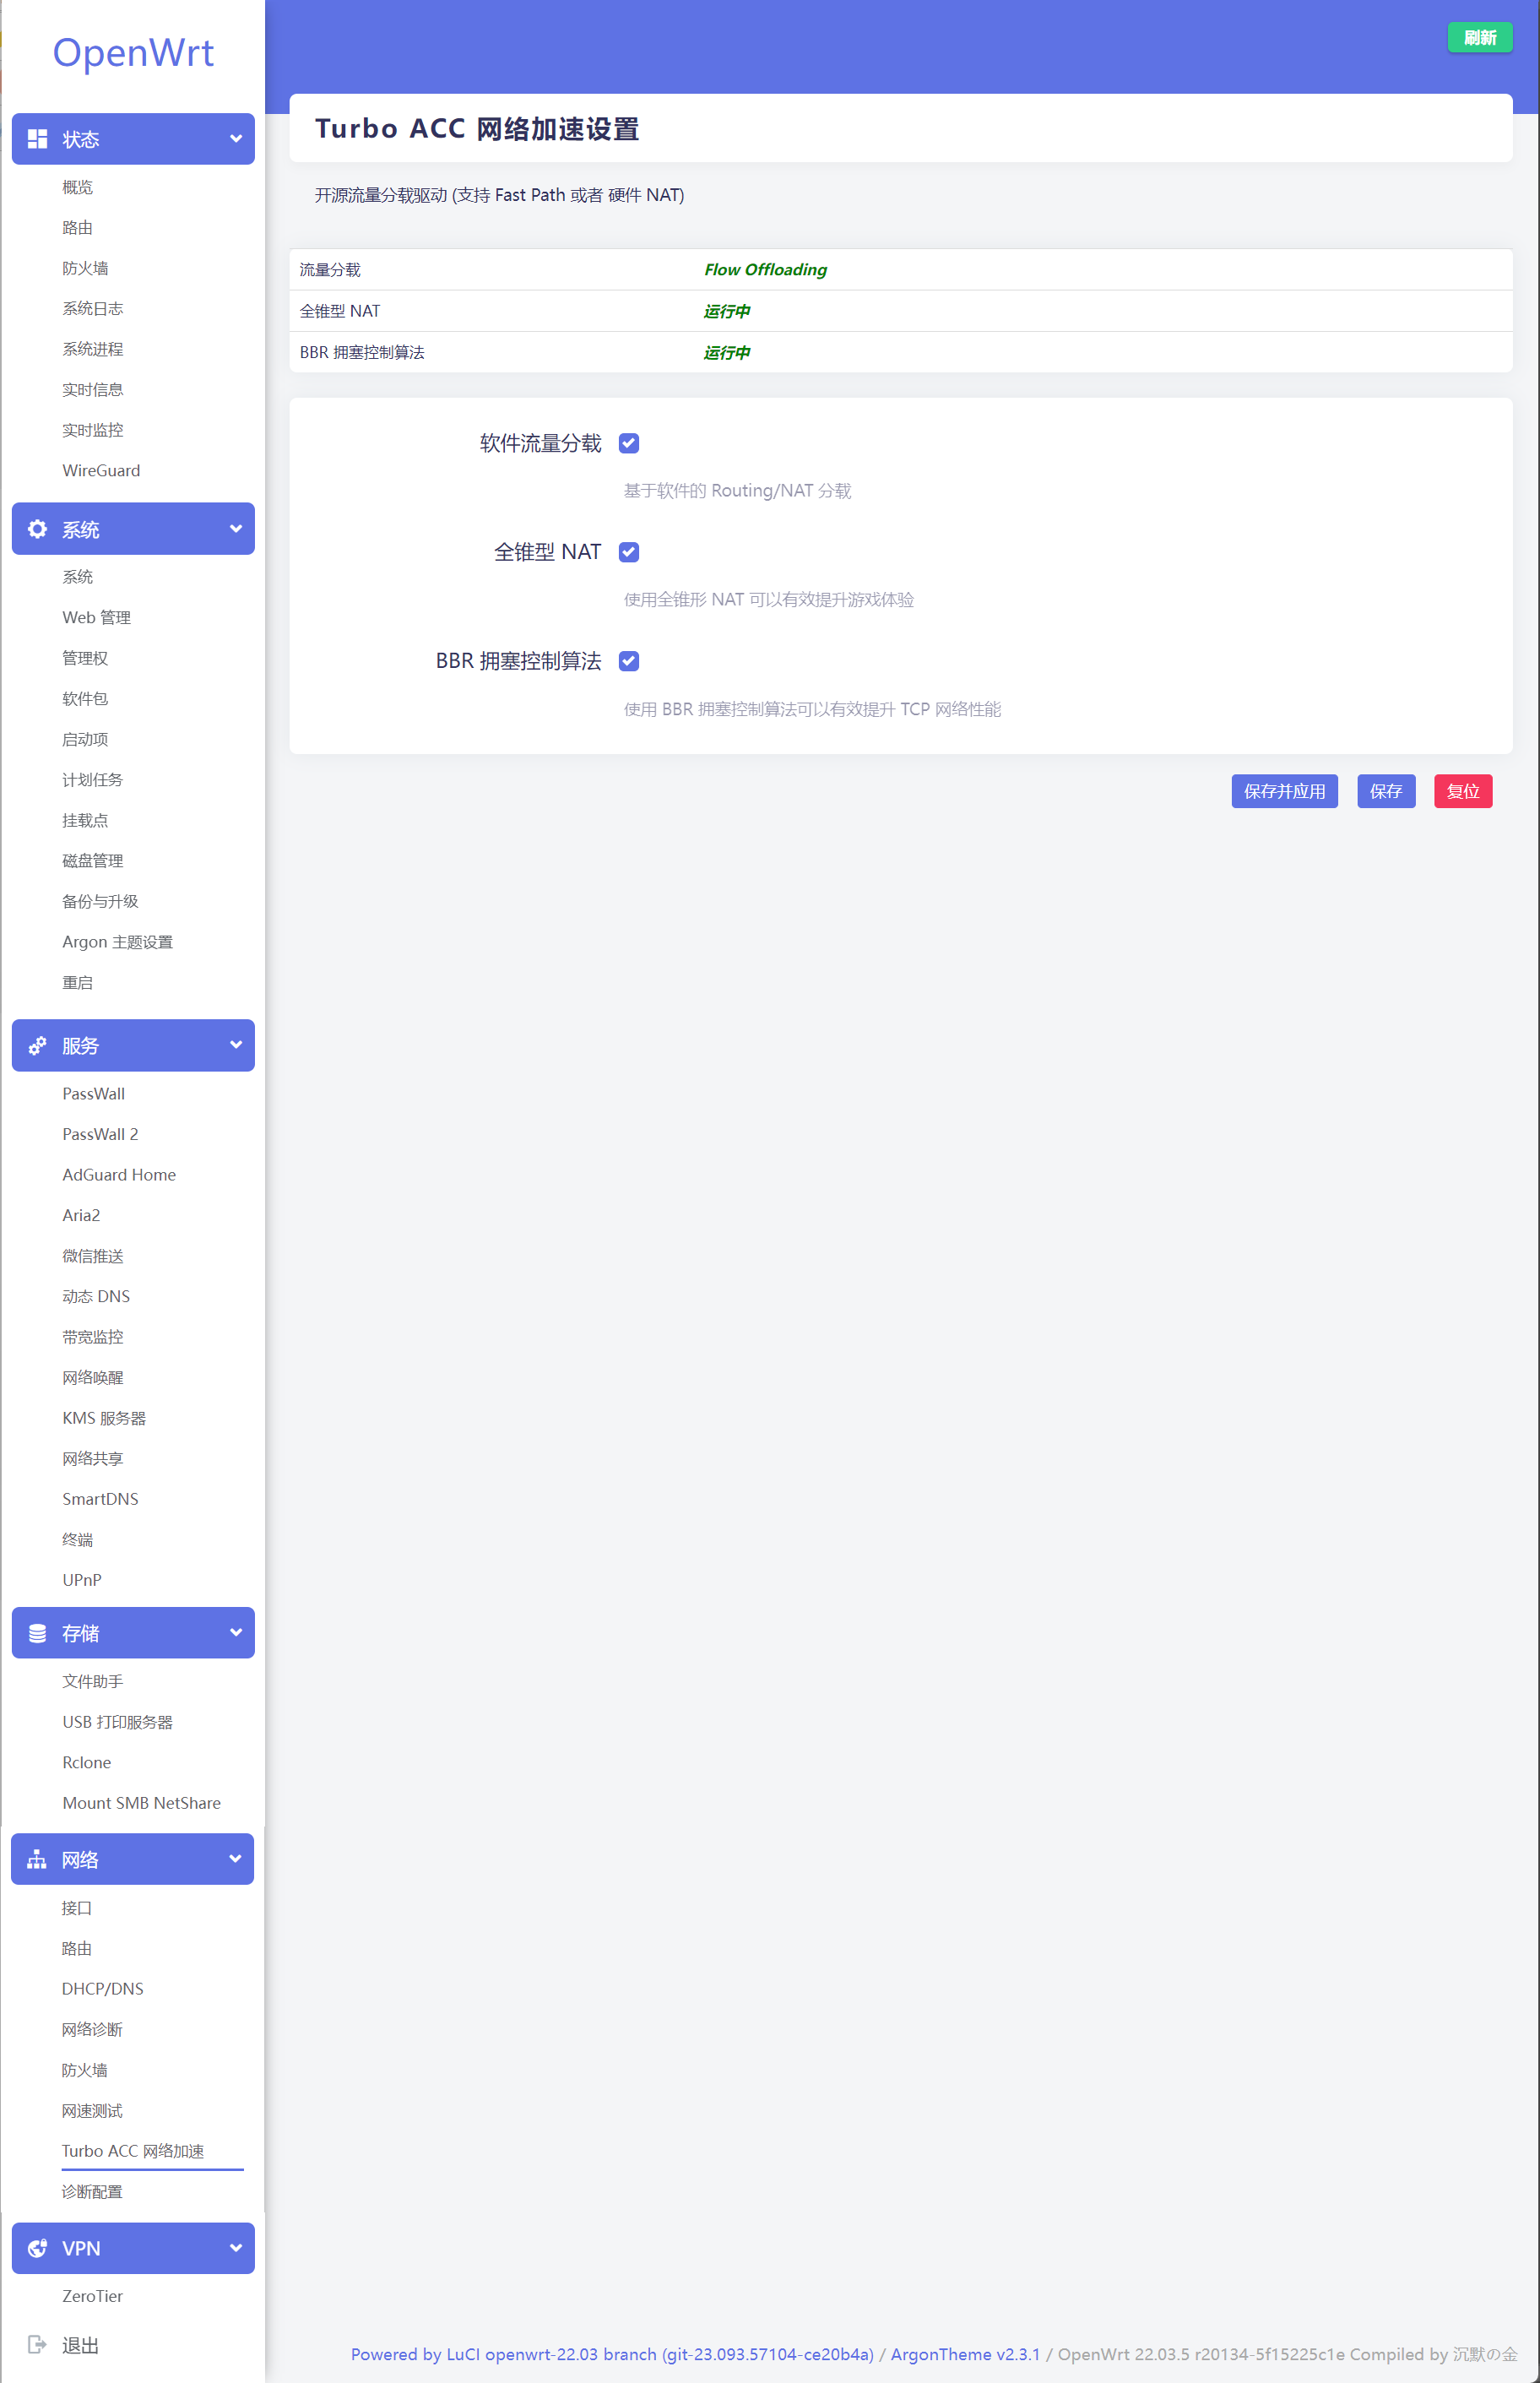 OpenWrt
状态
概览
路由
防火墙
系统日志
系统进程
实时信息
实时监控
WireGuard
系统
系统
Web 管理
管理权
软件包
启动项
计划任务
挂载点
磁盘管理
备份与升级
Argon 主题设置
重启
服务
PassWall
PassWall 2
AdGuard Home
Aria2
微信推送
动态 DNS
带宽监控
网络唤醒
KMS 服务器
网络共享
SmartDNS
终端
UPnP
存储
文件助手
USB 打印服务器
Rclone
Mount SMB NetShare
网络
接口
路由
DHCP/DNS
网络诊断
防火墙
网速测试
Turbo ACC 网络加速
诊断配置
VPN
ZeroTier
退出
刷新
Turbo ACC 网络加速设置
开源流量分载驱动 (支持 Fast Path 或者 硬件 NAT)
流量分载 Flow Offloading
全锥型 NAT 运行中
BBR 拥塞控制算法 运行中
软件流量分载
基于软件的 Routing/NAT 分载
全锥型 NAT
使用全锥形 NAT 可以有效提升游戏体验
BBR 拥塞控制算法
使用 BBR 拥塞控制算法可以有效提升 TCP 网络性能
保存并应用 保存 复位
Powered by LuCI openwrt-22.03 branch (git-23.093.57104-ce20b4a) / ArgonTheme v2.3.1 / OpenWrt 22.03.5 r20134-5f15225c1e Compiled by 沉默の金